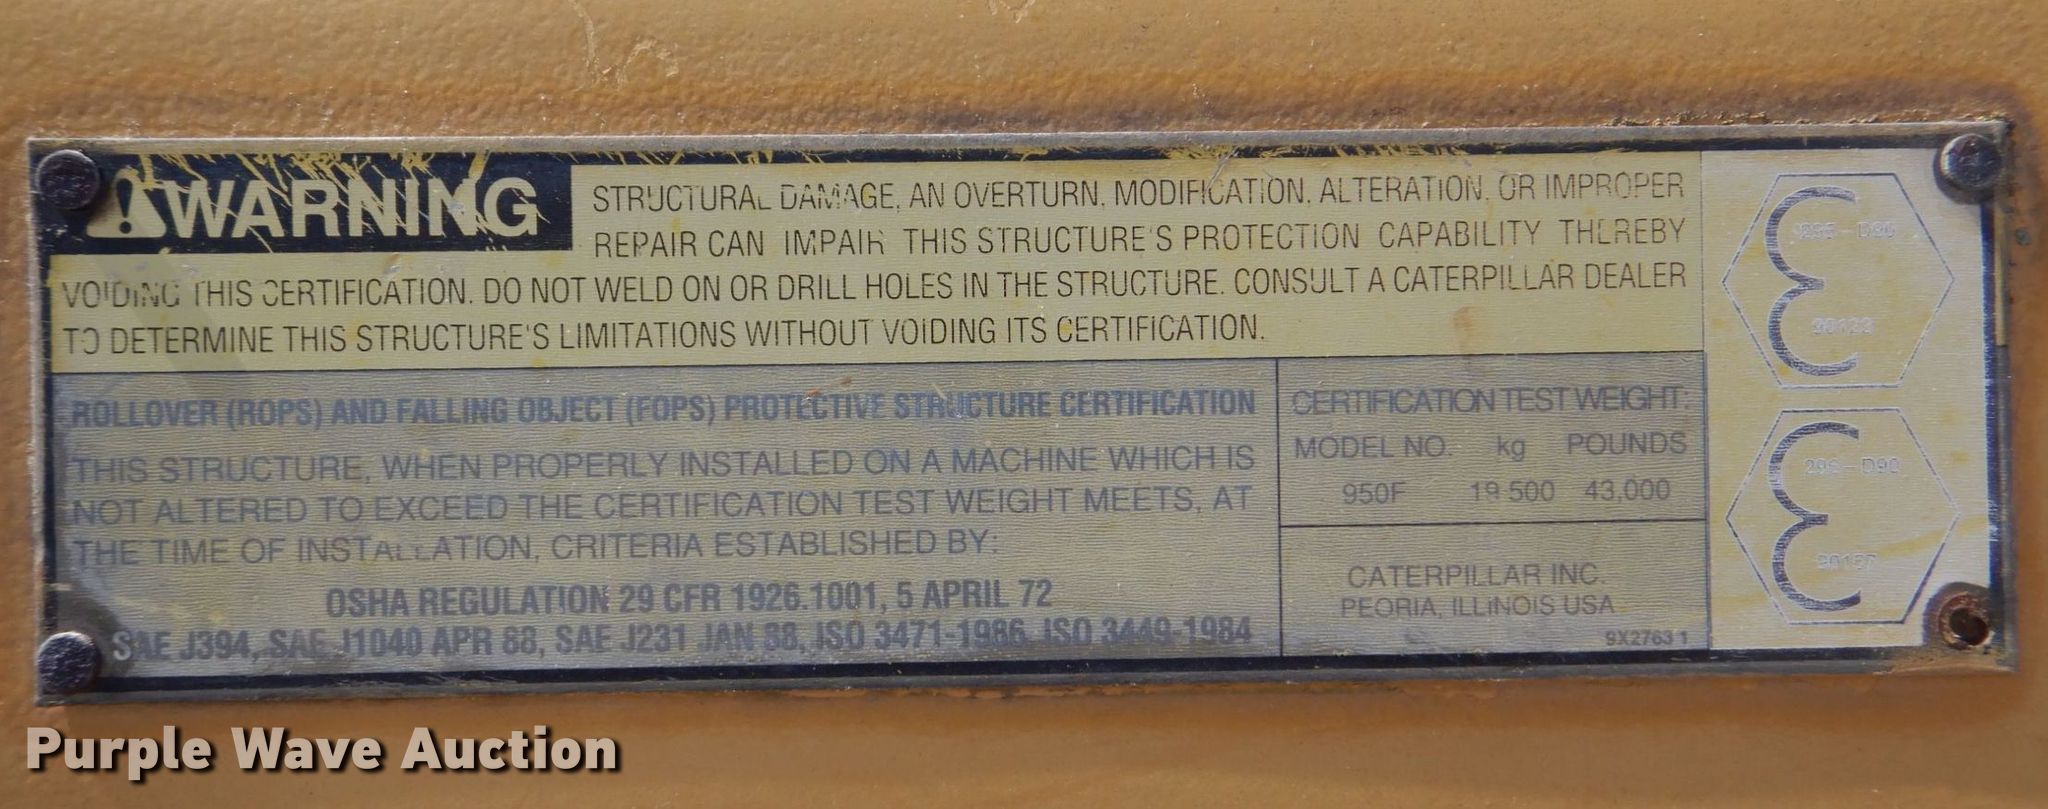 WARNING
STRUCTURAL DAMAGE, AN OVERTURN, MODIFICATION, ALTERATION, OR IMPROPER
REPAIR CAN IMPAIR THIS STRUCTURE'S PROTECTION CAPABILITY THEREBY
VOIDING THIS CERTIFICATION. DO NOT WELD ON OR DRILL HOLES IN THE STRUCTURE. CONSULT A CATERPILLAR DEALER
TO DETERMINE THIS STRUCTURE'S LIMITATIONS WITHOUT VOIDING ITS CERTIFICATION.
ROLLOVER (ROPS) AND FALLING OBJECT (FOPS) PROTECTIVE STRUCTURE CERTIFICATION
THIS STRUCTURE, WHEN PROPERLY INSTALLED ON A MACHINE WHICH IS
NOT ALTERED TO EXCEED THE CERTIFICATION TEST WEIGHT MEETS, AT
THE TIME OF INSTALLATION, CRITERIA ESTABLISHED BY:
OSHA REGULATION 29 CFR 1926.1001, 5 APRIL 72
SAE J394, SAE J1040 APR 88, SAE J231 JAN 88, ISO 3471-1986, ISO 3449-1984
CERTIFICATION TEST WEIGHT:
MODEL NO. kg POUNDS
950F 19 500 43,000
CATERPILLAR INC.
PEORIA, ILLINOIS USA
9X2763 1
296-D90
Purple Wave Auction